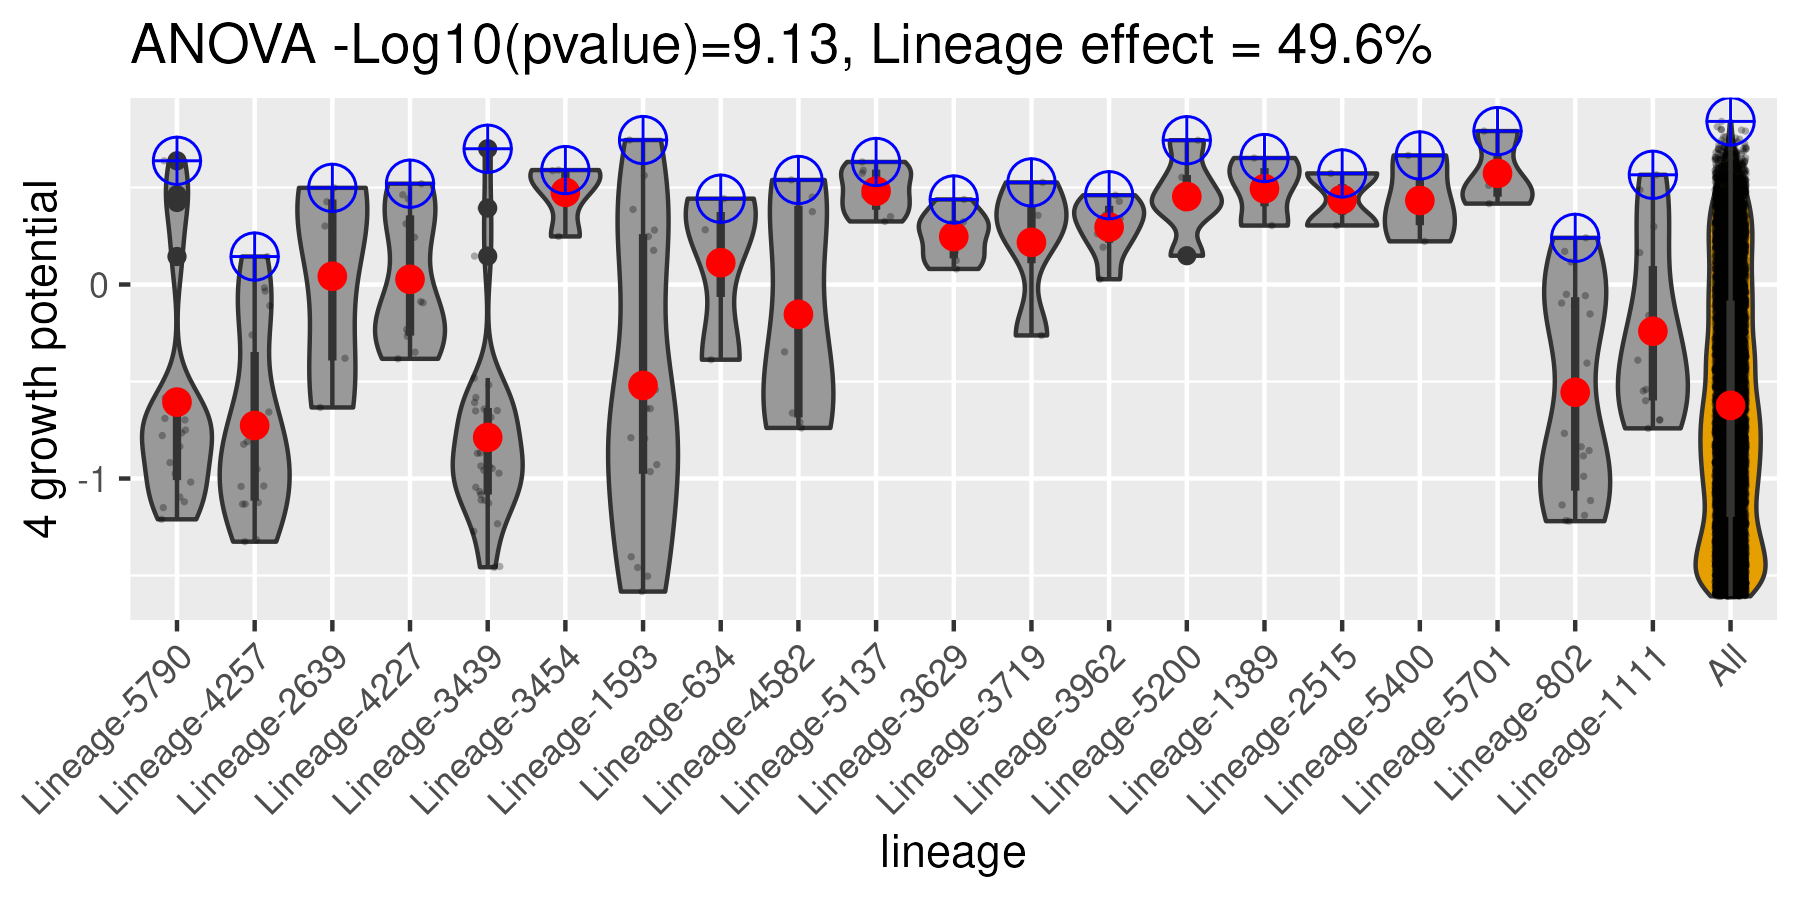 ANOVA -Log10(pvalue)=9.13, Lineage effect = 49.6%
4 growth potential
0
-1
Lineage-5790
Lineage-4257
Lineage-2639
Lineage-4227
Lineage-3439
Lineage-3454
Lineage-1593
Lineage-634
Lineage-4582
Lineage-5137
Lineage-3629
Lineage-3719
Lineage-3962
Lineage-5200
Lineage-1389
Lineage-2515
Lineage-5400
Lineage-5701
Lineage-802
Lineage-1111
All
lineage